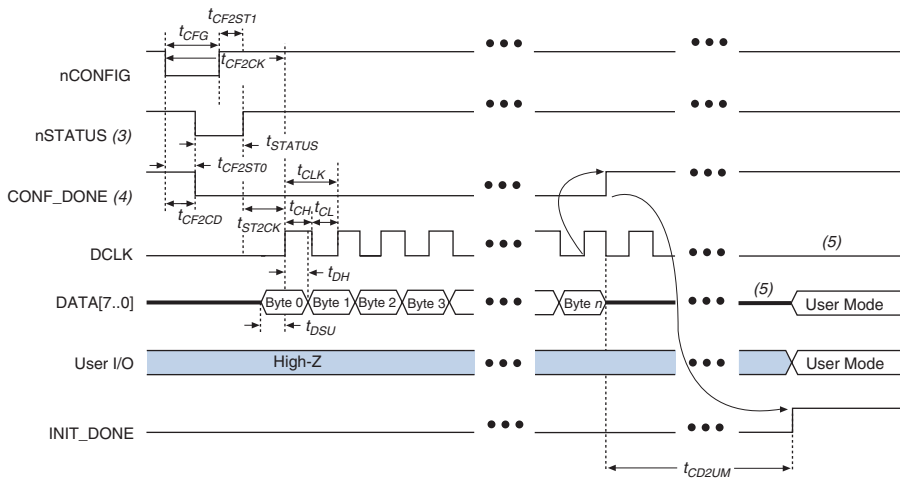 tCF2ST1
tCFG
tCF2CK
nCONFIG
nSTATUS (3)
tSTATUS
tCF2ST0
tCLK
CONF_DONE (4)
tCF2CD
tST2CK
tCH
tCL
DCLK
(5)
tDH
DATA[7..0]
Byte 0
Byte 1
Byte 2
Byte 3
Byte n
(5)
User Mode
tDSU
User I/O
High-Z
User Mode
INIT_DONE
tCD2UM